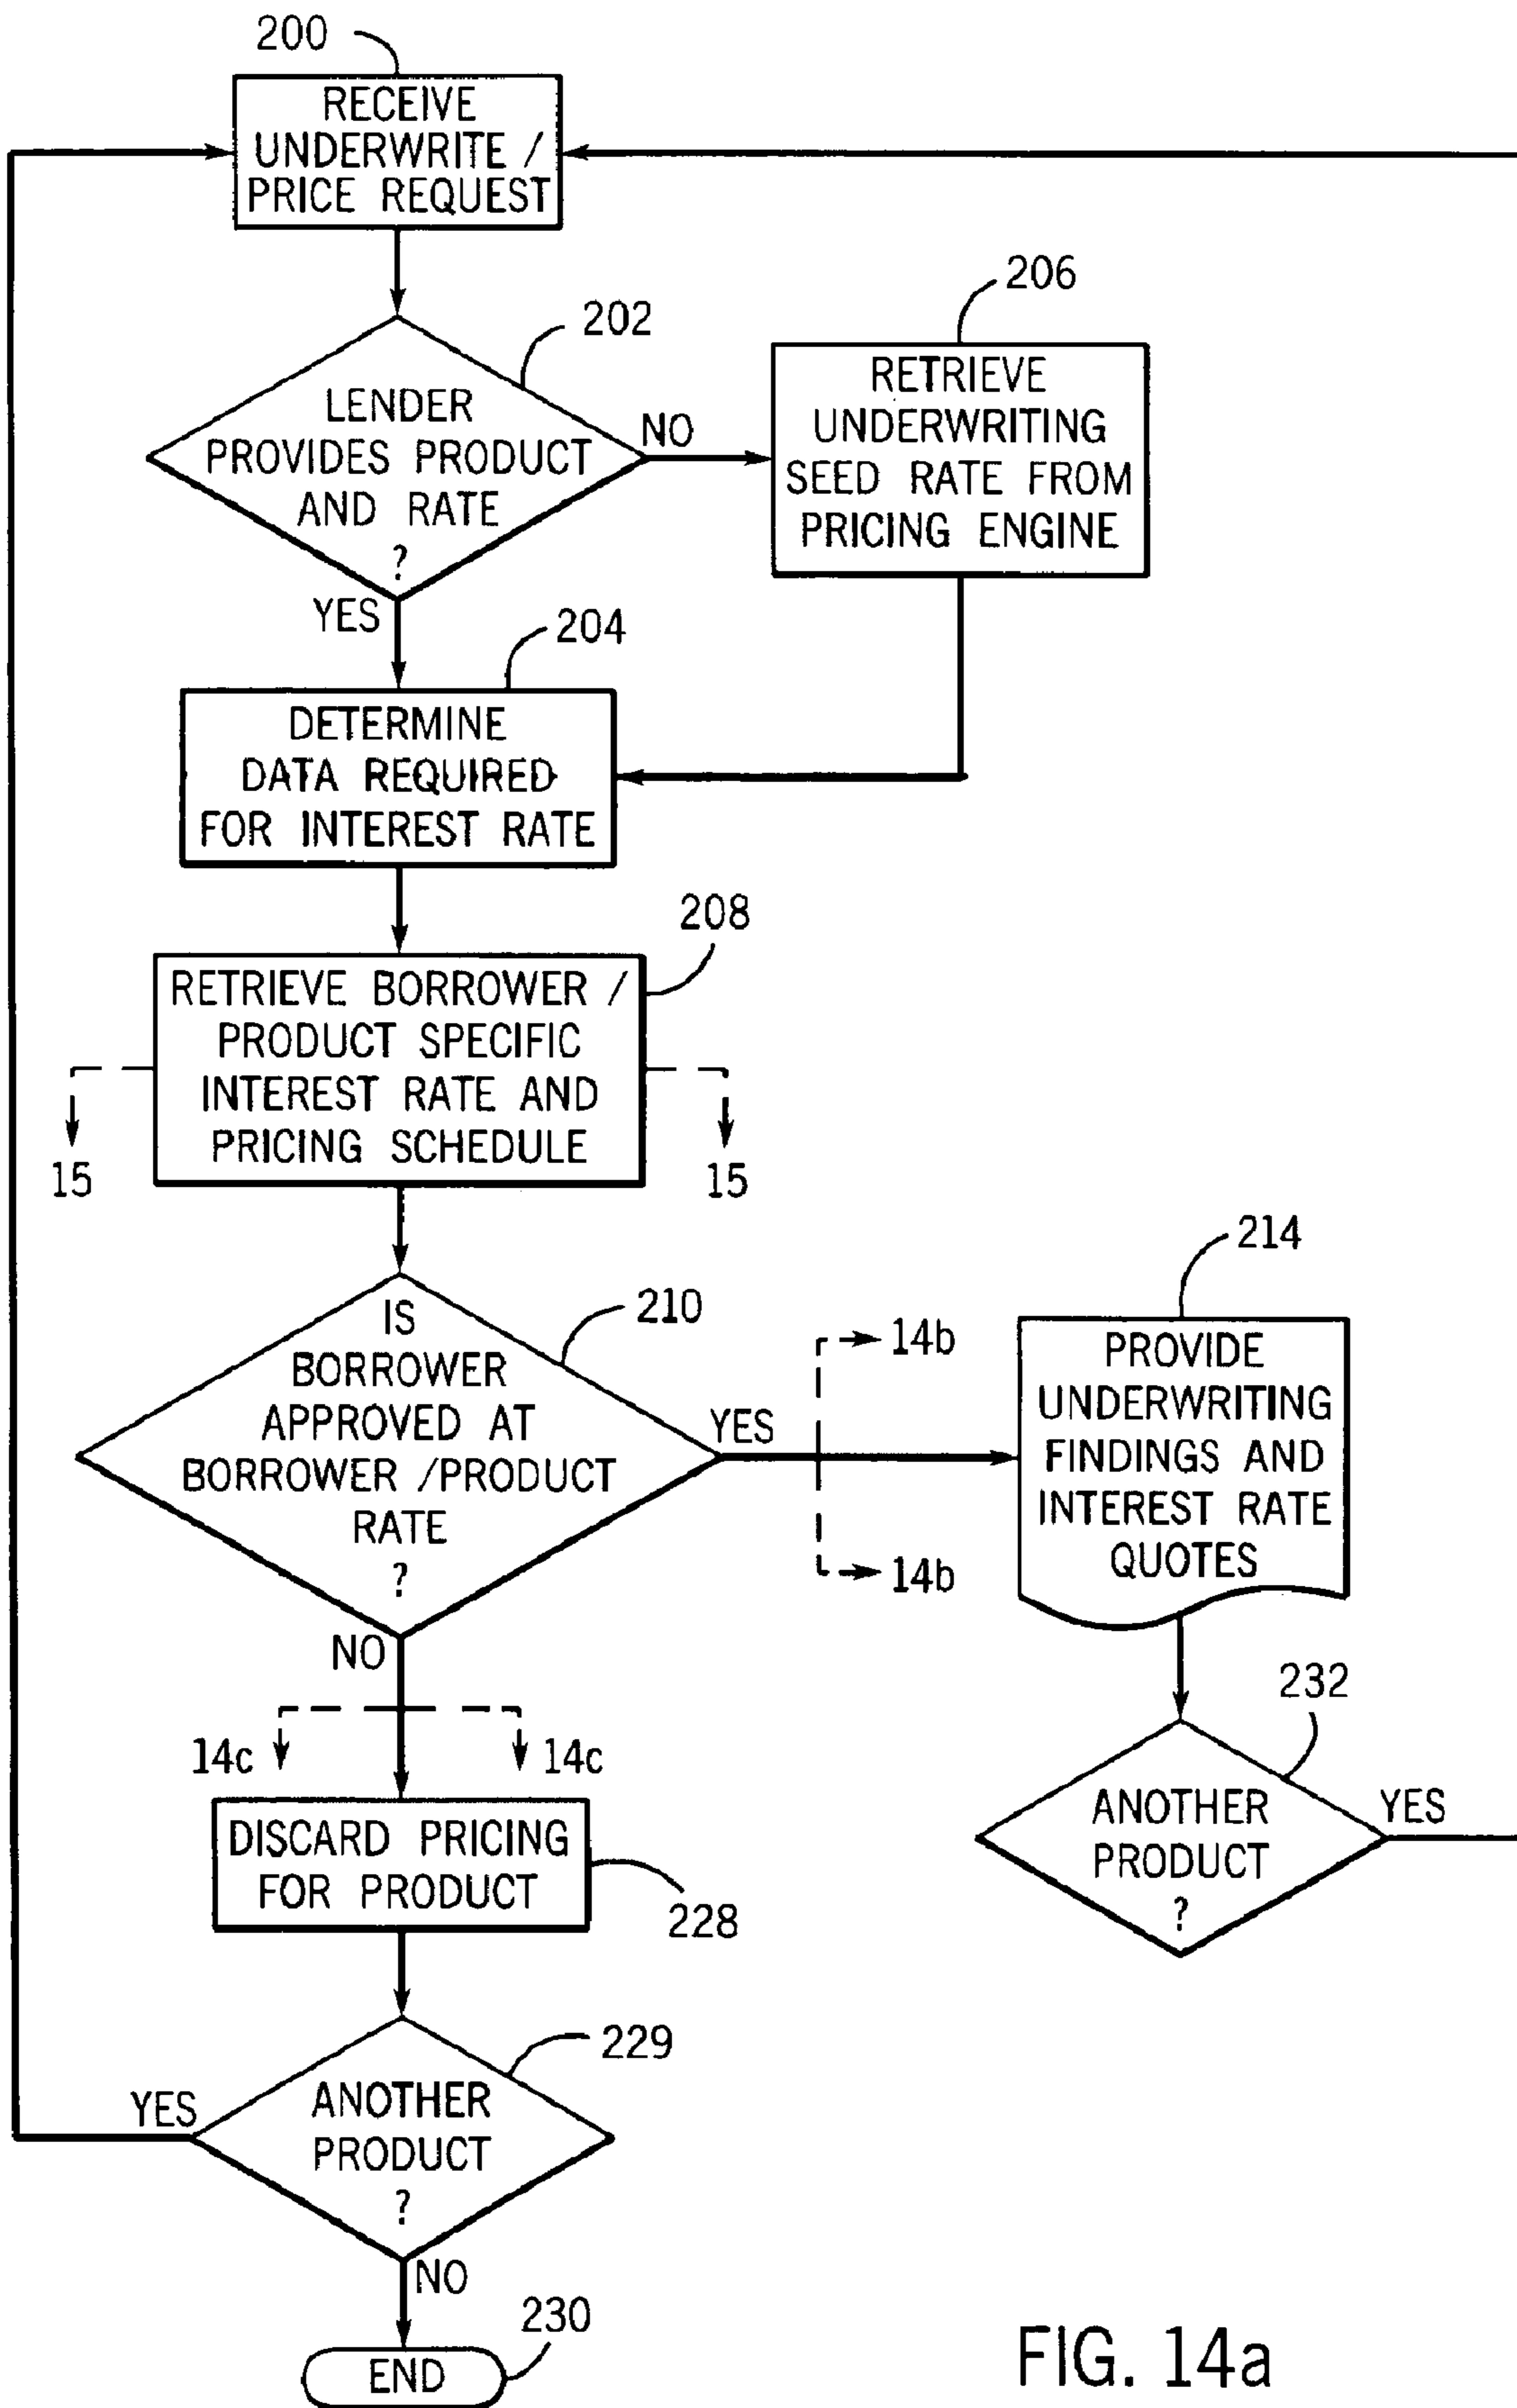 200
RECEIVE
UNDERWRITE /
PRICE REQUEST
202
LENDER
PROVIDES PRODUCT
AND RATE
?
NO
YES
206
RETRIEVE
UNDERWRITING
SEED RATE FROM
PRICING ENGINE
204
DETERMINE
DATA REQUIRED
FOR INTEREST RATE
208
RETRIEVE BORROWER /
PRODUCT SPECIFIC
INTEREST RATE AND
PRICING SCHEDULE
15
15
210
IS
BORROWER
APPROVED AT
BORROWER /PRODUCT
RATE
?
YES
NO
14b
14b
214
PROVIDE
UNDERWRITING
FINDINGS AND
INTEREST RATE
QUOTES
232
ANOTHER
PRODUCT
?
YES
14c
14c
DISCARD PRICING
FOR PRODUCT
228
229
ANOTHER
PRODUCT
?
YES
NO
230
END
FIG. 14a